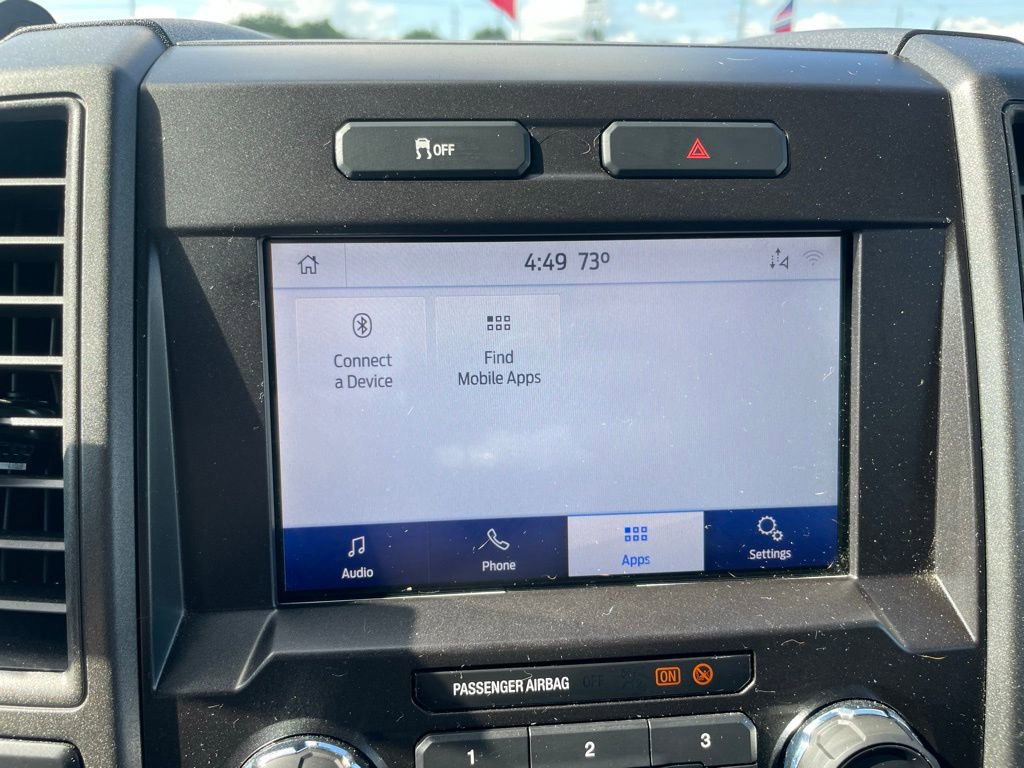 OFF
4:49 73°
Connect
a Device
Find
Mobile Apps
Audio
Phone
Apps
Settings
PASSENGER AIRBAG OFF ON
1 2 3